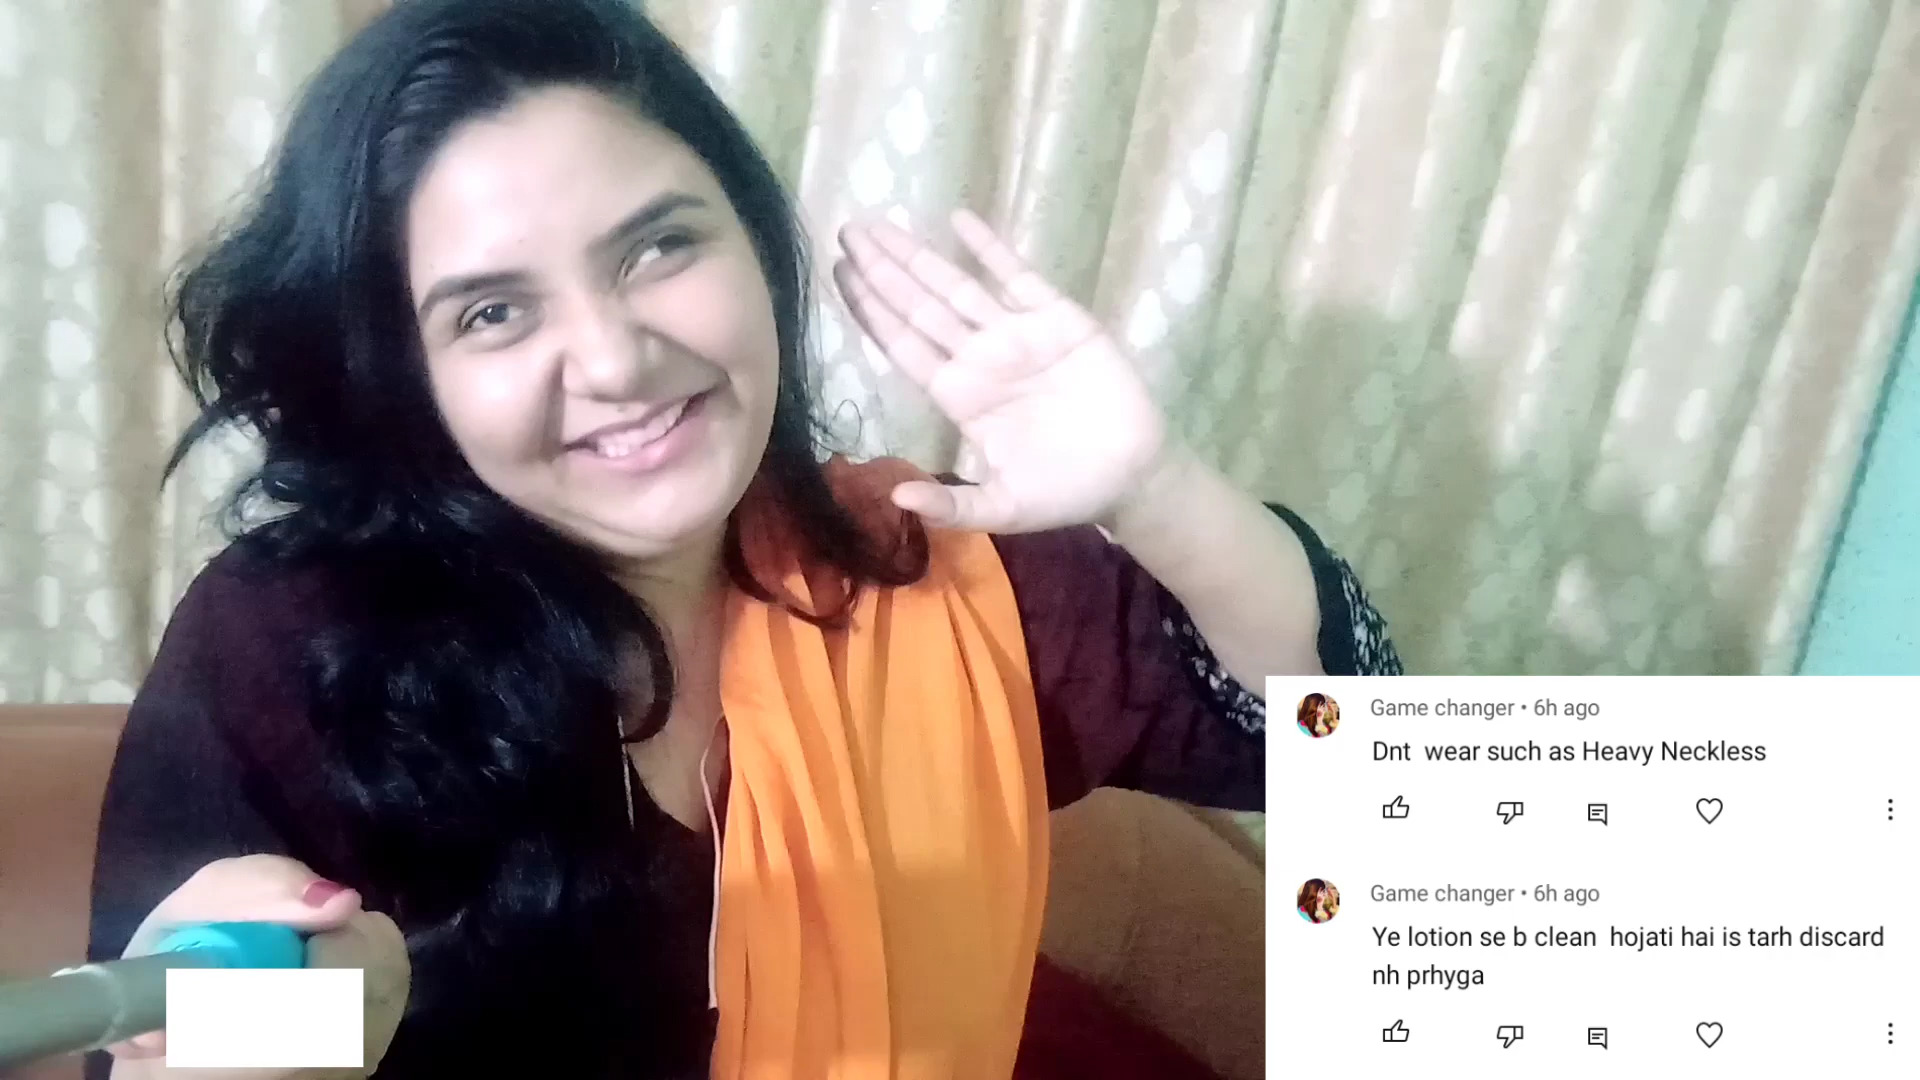 Game changer • 6h ago
Dnt wear such as Heavy Neckless
Game changer • 6h ago
Ye lotion se b clean hojati hai is tarh discard
nh prhyga